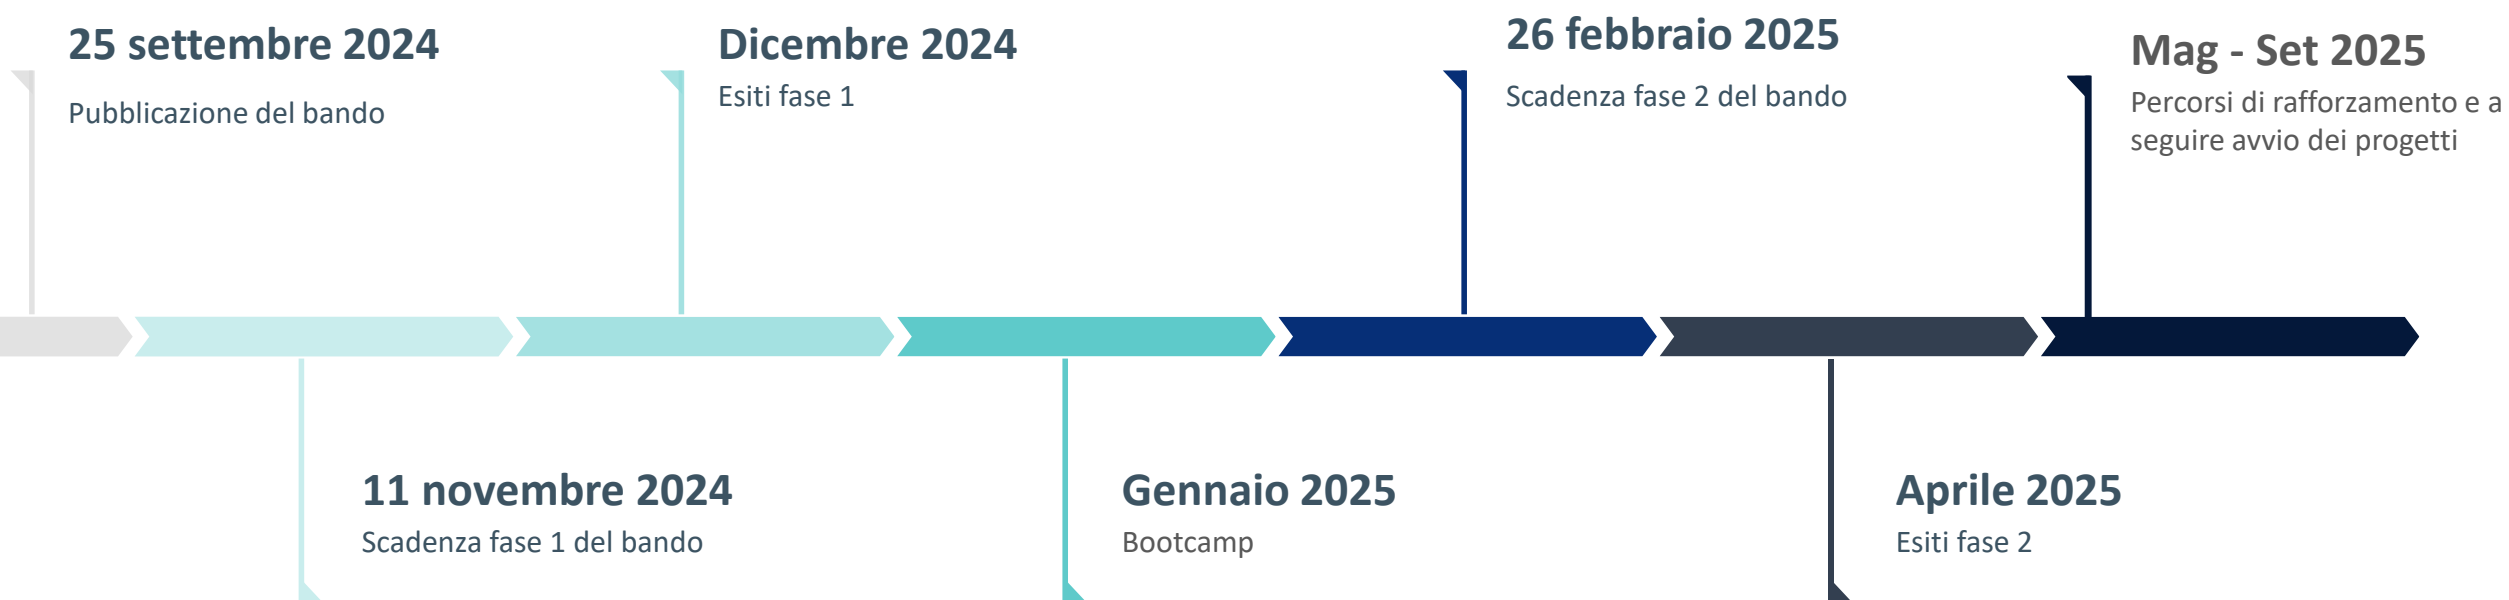 25 settembre 2024
Pubblicazione del bando
Dicembre 2024
Esiti fase 1
26 febbraio 2025
Scadenza fase 2 del bando
Mag - Set 2025
Percorsi di rafforzamento e a
seguire avvio dei progetti
11 novembre 2024
Scadenza fase 1 del bando
Gennaio 2025
Bootcamp
Aprile 2025
Esiti fase 2